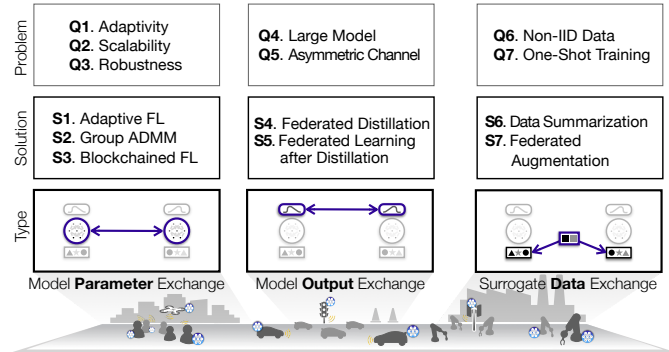 Problem
Q1. Adaptivity
Q2. Scalability
Q3. Robustness
Q4. Large Model
Q5. Asymmetric Channel
Q6. Non-IID Data
Q7. One-Shot Training
Solution
S1. Adaptive FL
S2. Group ADMM
S3. Blockchained FL
S4. Federated Distillation
S5. Federated Learning
after Distillation
S6. Data Summarization
S7. Federated
Augmentation
Type
Model Parameter Exchange
Model Output Exchange
Surrogate Data Exchange